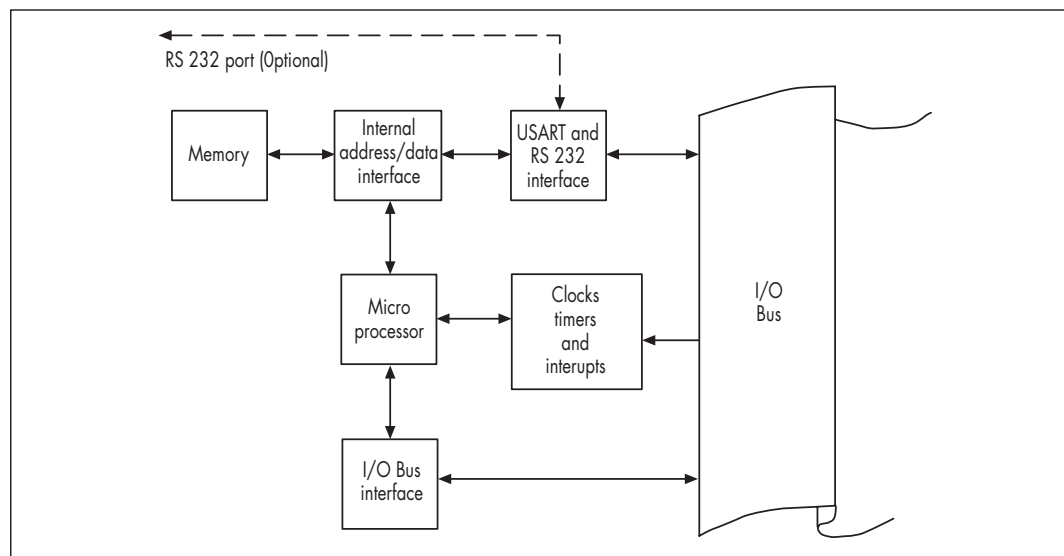 RS 232 port (Optional)
Memory
Internal
address/data
interface
USART and
RS 232
interface
Micro
processor
Clocks
timers
and
interupts
I/O
Bus
I/O Bus
interface